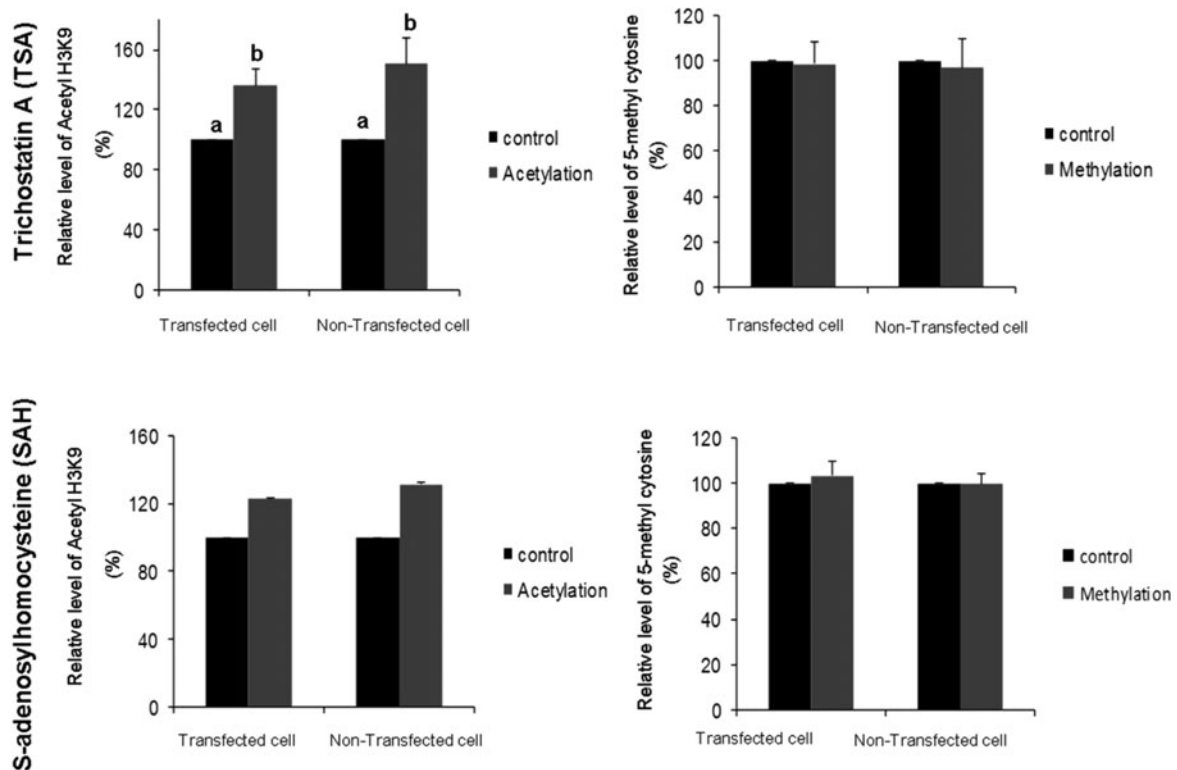 Trichostatin A (TSA)
Relative level of Acetyl H3K9
(%)
160
120
80
40
0
a
b
a
b
control
Acetylation
Transfected cell
Non-Transfected cell
Relative level of 5-methyl cytosine
(%)
120
100
80
60
40
20
0
control
Methylation
Transfected cell
Non-Transfected cell
S-adenosylhomocysteine (SAH)
Relative level of Acetyl H3K9
(%)
160
120
80
40
0
control
Acetylation
Transfected cell
Non-Transfected cell
Relative level of 5-methyl cytosine
(%)
120
100
80
60
40
20
0
control
Methylation
Transfected cell
Non-Transfected cell